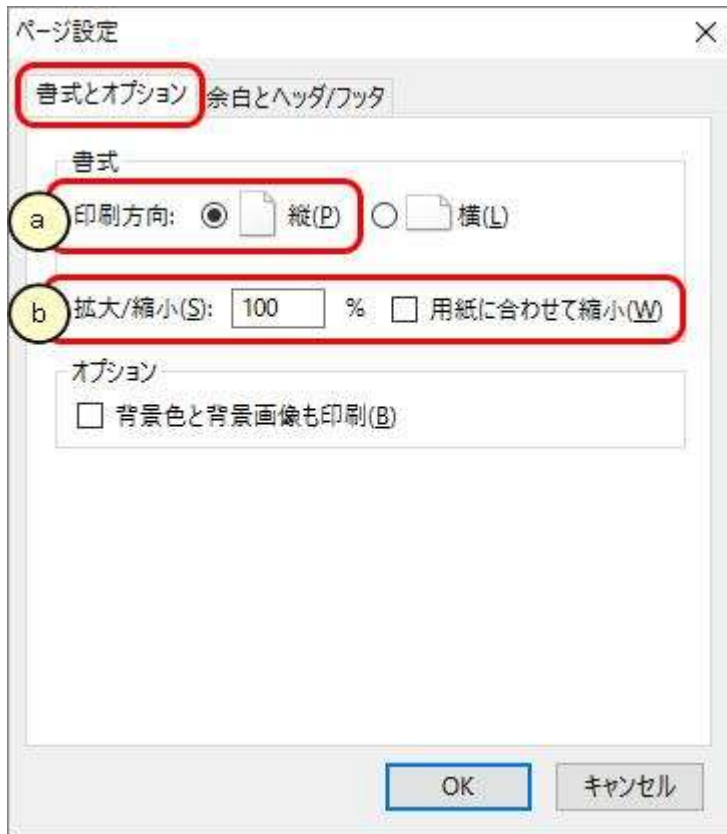 ページ設定
書式とオプション 余白とヘッダ/フッタ
書式
a 印刷方向: 縦(P) 横(L)
b 拡大/縮小(S): 100 % 用紙に合わせて縮小(W)
オプション
背景色と背景画像も印刷(B)
OK キャンセル